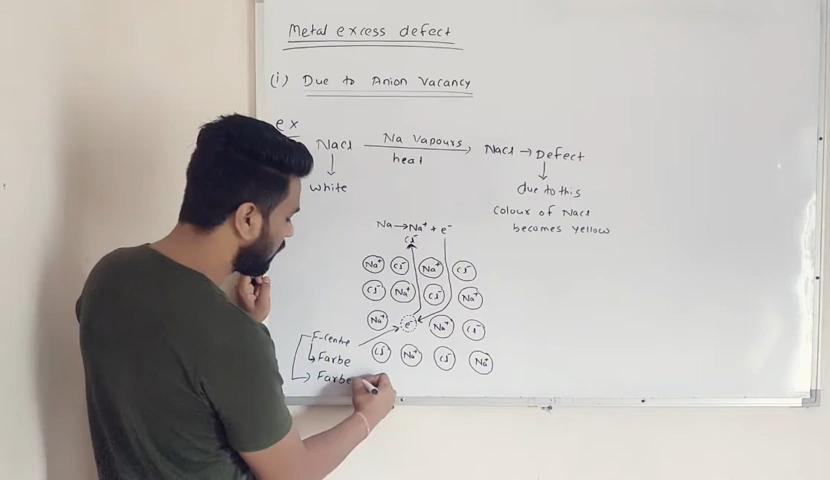 Metal excess defect
(i) Due to Anion Vacancy
ex
NaCl Na Vapours NaCl → Defect
heat
↓ ↓
white due to this
Colour of NaCl
becomes yellow
Na → Na⁺ + e⁻
Cl⁻
Na⁺ Cl⁻ Na⁺ Cl⁻
Cl⁻ Na⁺ Cl⁻ Na⁺
Na⁺ e⁻ Na⁺ Cl⁻
F-centre
Farbe
Cl⁻ Na⁺ Cl⁻ Na⁺
Farbe